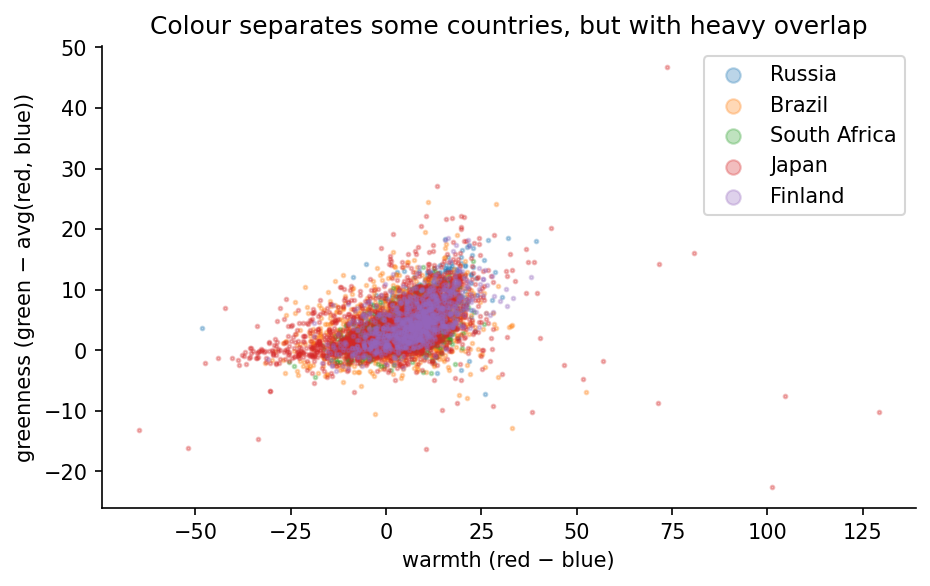 Colour separates some countries, but with heavy overlap
50
40
30
20
10
0
−10
−20
greenness (green − avg(red, blue))
Russia
Brazil
South Africa
Japan
Finland
−50
−25
0
25
50
75
100
125
warmth (red − blue)